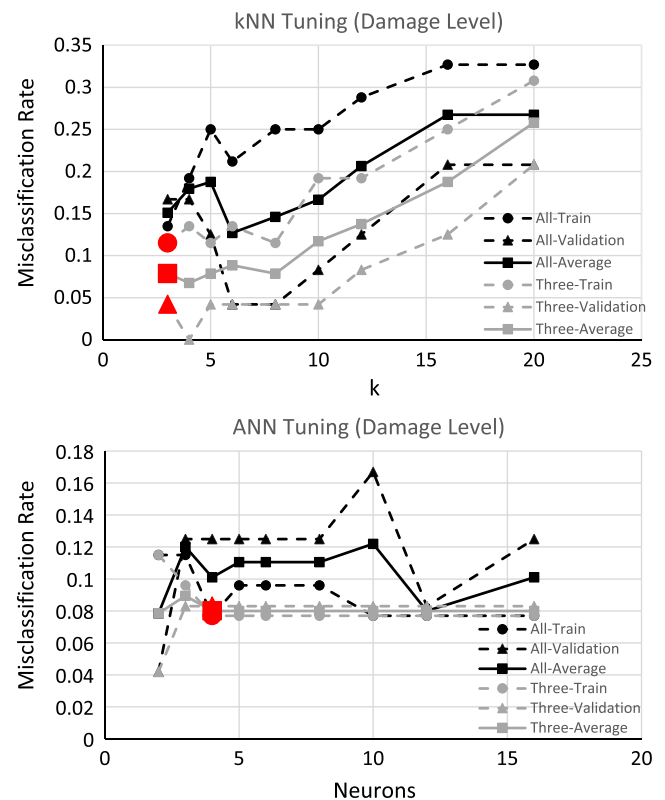 kNN Tuning (Damage Level)
0.35
0.3
0.25
0.2
0.15
0.1
0.05
0
Misclassification Rate
0 5 10 15 20 25
k
All-Train
All-Validation
All-Average
Three-Train
Three-Validation
Three-Average
ANN Tuning (Damage Level)
0.18
0.16
0.14
0.12
0.1
0.08
0.06
0.04
0.02
0
Misclassification Rate
0 5 10 15 20
Neurons
All-Train
All-Validation
All-Average
Three-Train
Three-Validation
Three-Average